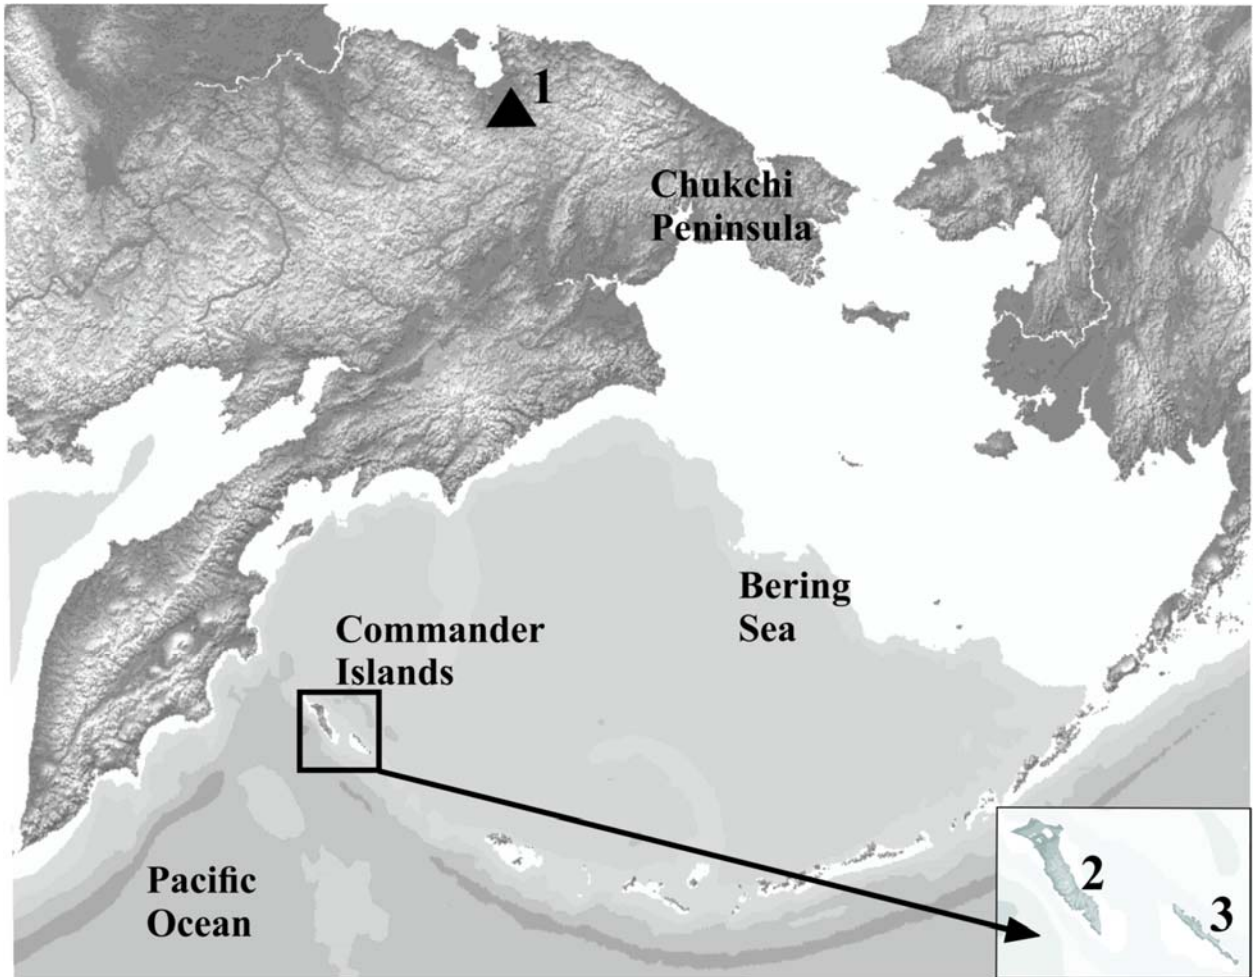 1
Chukchi
Peninsula
Bering
Sea
Commander
Islands
Pacific
Ocean
2
3